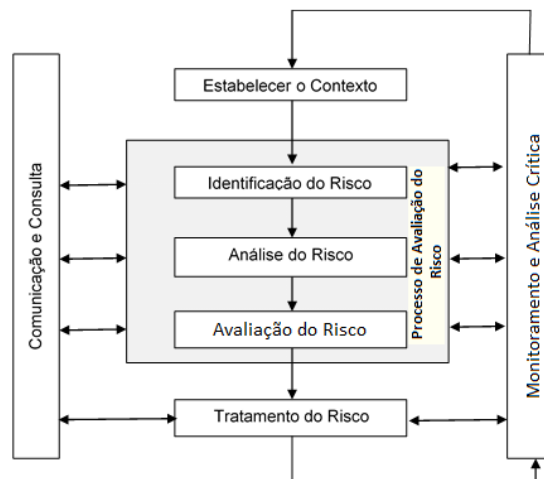 Estabelecer o Contexto
Comunicação e Consulta
Identificação do Risco
Análise do Risco
Avaliação do Risco
Processo de Avaliação do
Risco
Monitoramento e Análise Crítica
Tratamento do Risco